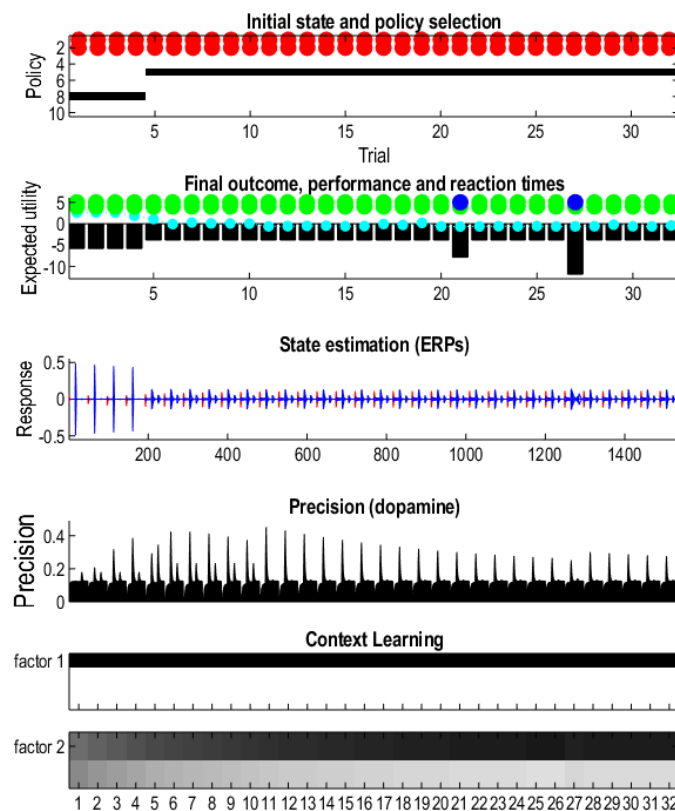 Initial state and policy selection
Policy
2
4
6
8
10
5 10 15 20 25 30
Trial
Final outcome, performance and reaction times
Expected utility
5
0
-5
-10
5 10 15 20 25 30
State estimation (ERPs)
Response
0.5
0
-0.5
200 400 600 800 1000 1200 1400
Precision (dopamine)
Precision
0.4
0.2
0
Context Learning
factor 1
factor 2
1 2 3 4 5 6 7 8 9 10 11 12 13 14 15 16 17 18 19 20 21 22 23 24 25 26 27 28 29 30 31 32